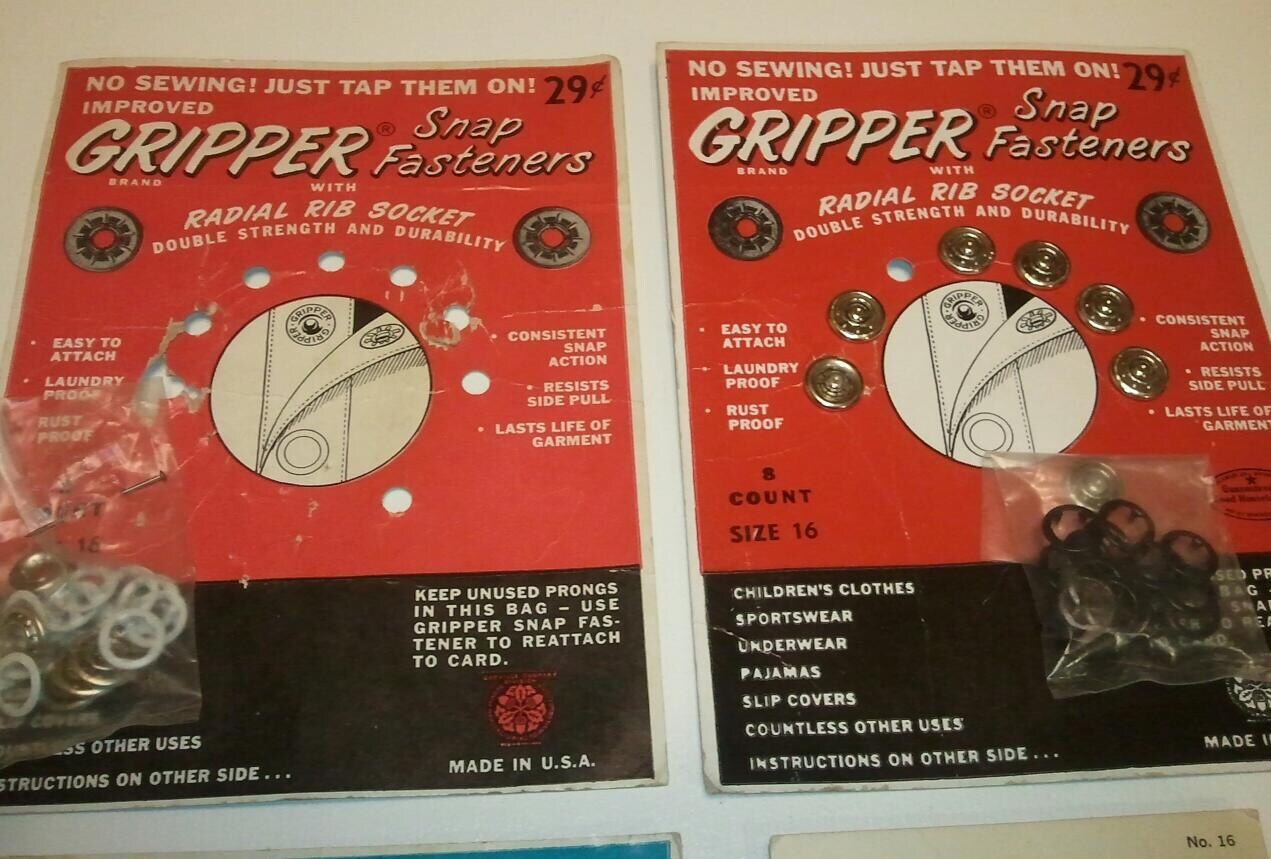 NO SEWING! JUST TAP THEM ON! 29¢
IMPROVED
GRIPPER® Snap Fasteners
BRAND
WITH
RADIAL RIB SOCKET
DOUBLE STRENGTH AND DURABILITY
GRIPPER GRIPPER
• EASY TO
ATTACH
• LAUNDRY
PROOF
RUST
PROOF
• CONSISTENT
SNAP
ACTION
• RESISTS
SIDE PULL
• LASTS LIFE OF
GARMENT
16
KEEP UNUSED PRONGS
IN THIS BAG – USE
GRIPPER SNAP FAS-
TENER TO REATTACH
TO CARD.
COVERS
SS OTHER USES
STRUCTIONS ON OTHER SIDE...
MADE IN U.S.A.
NO SEWING! JUST TAP THEM ON! 29¢
IMPROVED
GRIPPER® Snap Fasteners
BRAND
WITH
RADIAL RIB SOCKET
DOUBLE STRENGTH AND DURABILITY
GRIPPER GRIPPER
• EASY TO
ATTACH
• LAUNDRY
PROOF
• RUST
PROOF
• CONSISTENT
SNAP
ACTION
• RESISTS
SIDE PULL
• LASTS LIFE OF
GARMENT
8
COUNT
SIZE 16
CHILDREN'S CLOTHES
SPORTSWEAR
UNDERWEAR
PAJAMAS
SLIP COVERS
COUNTLESS OTHER USES
INSTRUCTIONS ON OTHER SIDE...
BAG
CARD.
MADE I
No. 16